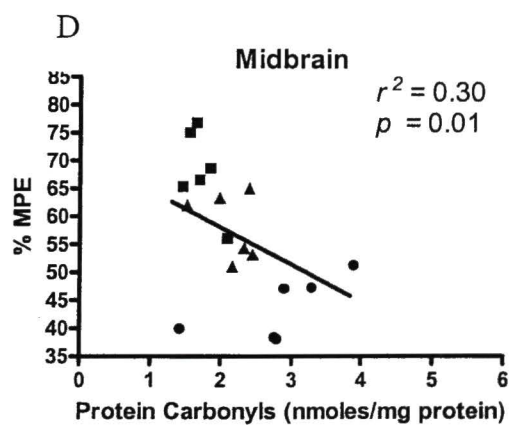 D
Midbrain
r² = 0.30
p = 0.01
85
80
75
70
65
60
55
50
45
40
35
% MPE
0 1 2 3 4 5 6
Protein Carbonyls (nmoles/mg protein)